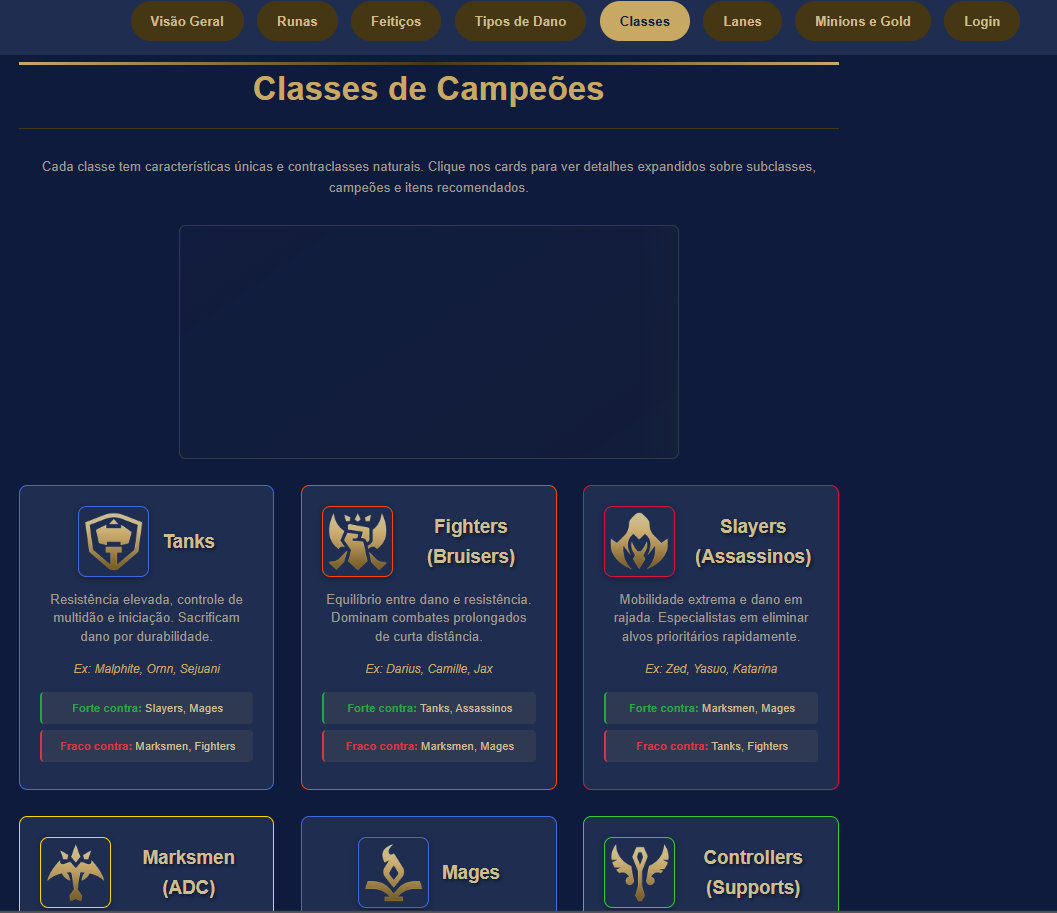 Visão Geral
Runas
Feitiços
Tipos de Dano
Classes
Lanes
Minions e Gold
Login
Classes de Campeões
Cada classe tem características únicas e contraclasses naturais. Clique nos cards para ver detalhes expandidos sobre subclasses,
campeões e itens recomendados.
Tanks
Resistência elevada, controle de
multidão e iniciação. Sacrificam
dano por durabilidade.
Ex: Malphite, Ornn, Sejuani
Forte contra: Slayers, Mages
Fraco contra: Marksmen, Fighters
Fighters
(Bruisers)
Equilíbrio entre dano e resistência.
Dominam combates prolongados
de curta distância.
Ex: Darius, Camille, Jax
Forte contra: Tanks, Assassinos
Fraco contra: Marksmen, Mages
Slayers
(Assassinos)
Mobilidade extrema e dano em
rajada. Especialistas em eliminar
alvos prioritários rapidamente.
Ex: Zed, Yasuo, Katarina
Forte contra: Marksmen, Mages
Fraco contra: Tanks, Fighters
Marksmen
(ADC)
Mages
Controllers
(Supports)